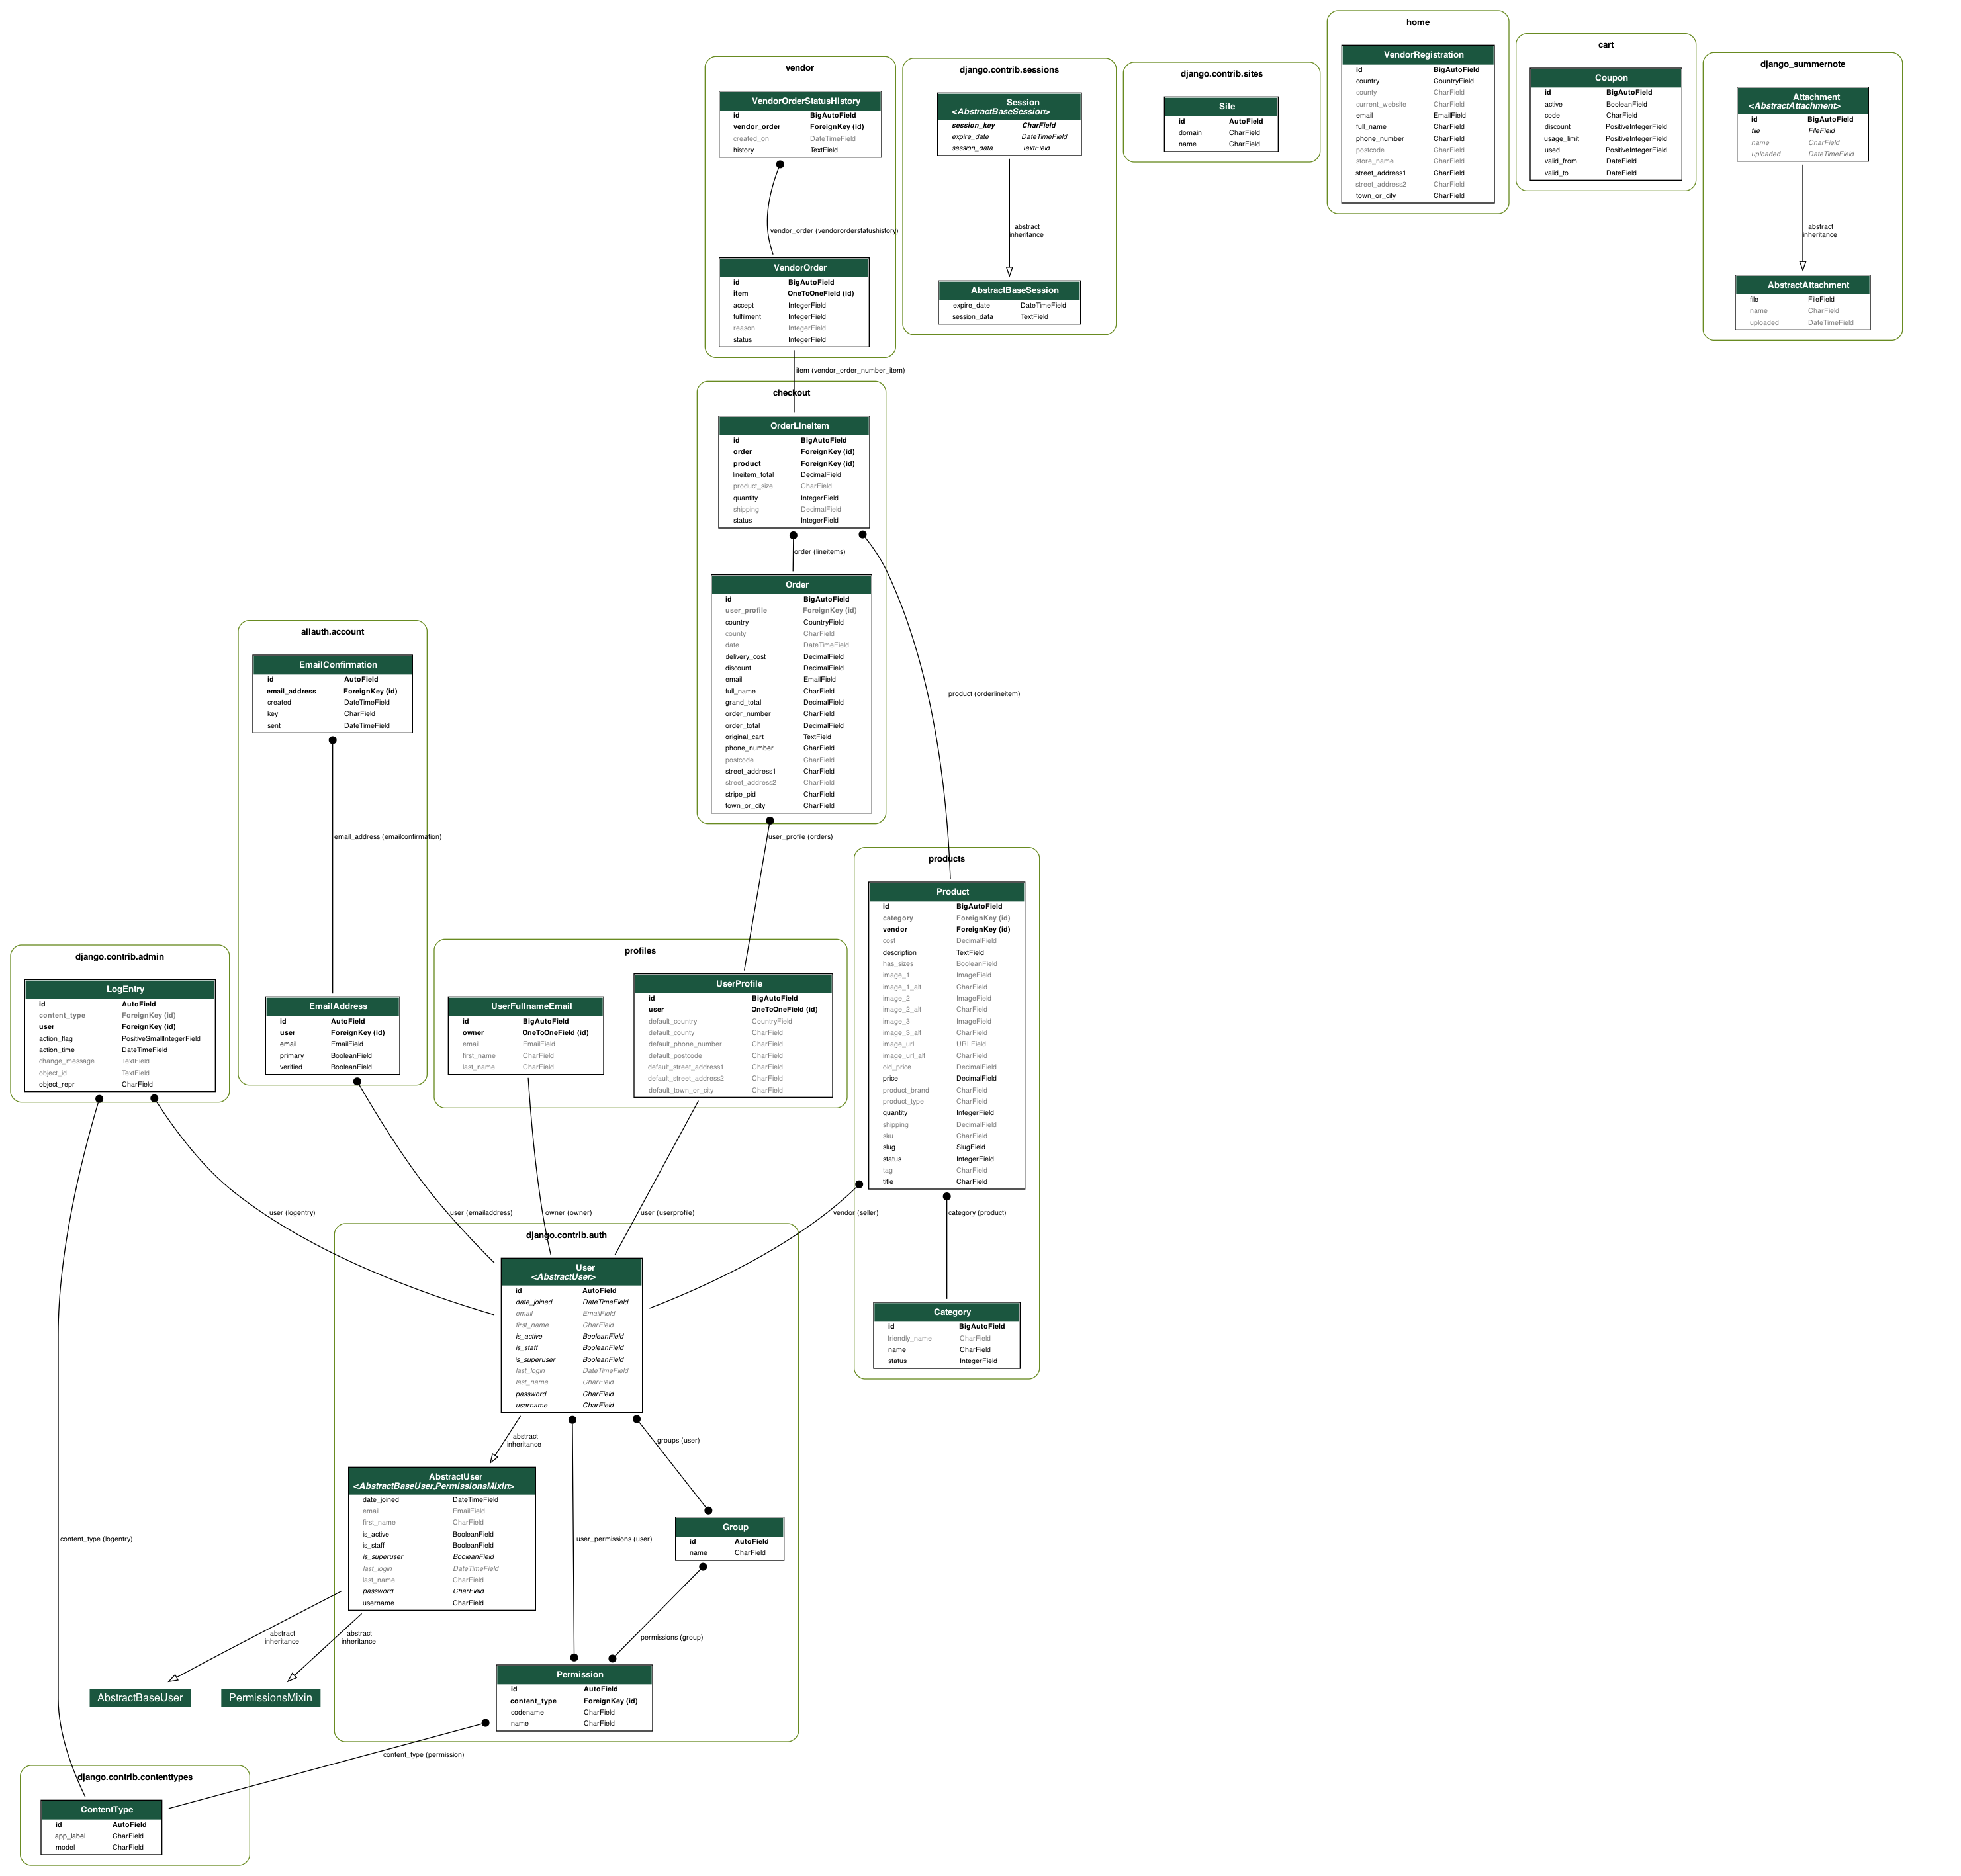 home
VendorRegistration
id BigAutoField
country CountryField
county CharField
current_website CharField
email EmailField
full_name CharField
phone_number CharField
postcode CharField
store_name CharField
street_address1 CharField
street_address2 CharField
town_or_city CharField
cart
Coupon
id BigAutoField
active BooleanField
code CharField
discount PositiveIntegerField
usage_limit PositiveIntegerField
used PositiveIntegerField
valid_from DateField
valid_to DateField
django_summernote
Attachment
<AbstractAttachment>
id BigAutoField
file FileField
name CharField
uploaded DateTimeField
abstract
inheritance
AbstractAttachment
file FileField
name CharField
uploaded DateTimeField
vendor
VendorOrderStatusHistory
id BigAutoField
vendor_order ForeignKey (id)
created_on DateTimeField
history TextField
vendor_order (vendororderstatushistory)
VendorOrder
id BigAutoField
item OneToOneField (id)
accept IntegerField
fulfilment IntegerField
reason IntegerField
status IntegerField
item (vendor_order_number_item)
django.contrib.sessions
Session
<AbstractBaseSession>
session_key CharField
expire_date DateTimeField
session_data TextField
abstract
inheritance
AbstractBaseSession
expire_date DateTimeField
session_data TextField
django.contrib.sites
Site
id AutoField
domain CharField
name CharField
checkout
OrderLineItem
id BigAutoField
order ForeignKey (id)
product ForeignKey (id)
lineitem_total DecimalField
product_size CharField
quantity IntegerField
shipping DecimalField
status IntegerField
order (lineitems)
Order
id BigAutoField
user_profile ForeignKey (id)
country CountryField
county CharField
date DateTimeField
delivery_cost DecimalField
discount DecimalField
email EmailField
full_name CharField
grand_total DecimalField
order_number CharField
order_total DecimalField
original_cart TextField
phone_number CharField
postcode CharField
street_address1 CharField
street_address2 CharField
stripe_pid CharField
town_or_city CharField
product (orderlineitem)
user_profile (orders)
allauth.account
EmailConfirmation
id AutoField
email_address ForeignKey (id)
created DateTimeField
key CharField
sent DateTimeField
email_address (emailconfirmation)
EmailAddress
id AutoField
user ForeignKey (id)
email EmailField
primary BooleanField
verified BooleanField
products
Product
id BigAutoField
category ForeignKey (id)
vendor ForeignKey (id)
cost DecimalField
description TextField
has_sizes BooleanField
image_1 ImageField
image_1_alt CharField
image_2 ImageField
image_2_alt CharField
image_3 ImageField
image_3_alt CharField
image_url URLField
image_url_alt CharField
old_price DecimalField
price DecimalField
product_brand CharField
product_type CharField
quantity IntegerField
shipping DecimalField
sku CharField
slug SlugField
status IntegerField
tag CharField
title CharField
category (product)
Category
id BigAutoField
friendly_name CharField
name CharField
status IntegerField
django.contrib.admin
LogEntry
id AutoField
content_type ForeignKey (id)
user ForeignKey (id)
action_flag PositiveSmallIntegerField
action_time DateTimeField
change_message TextField
object_id TextField
object_repr CharField
profiles
UserFullnameEmail
id BigAutoField
owner OneToOneField (id)
email EmailField
first_name CharField
last_name CharField
UserProfile
id BigAutoField
user OneToOneField (id)
default_country CountryField
default_county CharField
default_phone_number CharField
default_postcode CharField
default_street_address1 CharField
default_street_address2 CharField
default_town_or_city CharField
user (logentry)
user (emailaddress)
owner (owner)
user (userprofile)
vendor (seller)
django.contrib.auth
User
<AbstractUser>
id AutoField
date_joined DateTimeField
email EmailField
first_name CharField
is_active BooleanField
is_staff BooleanField
is_superuser BooleanField
last_login DateTimeField
last_name CharField
password CharField
username CharField
abstract
inheritance
groups (user)
AbstractUser
<AbstractBaseUser,PermissionsMixin>
date_joined DateTimeField
email EmailField
first_name CharField
is_active BooleanField
is_staff BooleanField
is_superuser BooleanField
last_login DateTimeField
last_name CharField
password CharField
username CharField
user_permissions (user)
Group
id AutoField
name CharField
content_type (logentry)
abstract
inheritance
abstract
inheritance
permissions (group)
AbstractBaseUser
PermissionsMixin
Permission
id AutoField
content_type ForeignKey (id)
codename CharField
name CharField
content_type (permission)
django.contrib.contenttypes
ContentType
id AutoField
app_label CharField
model CharField